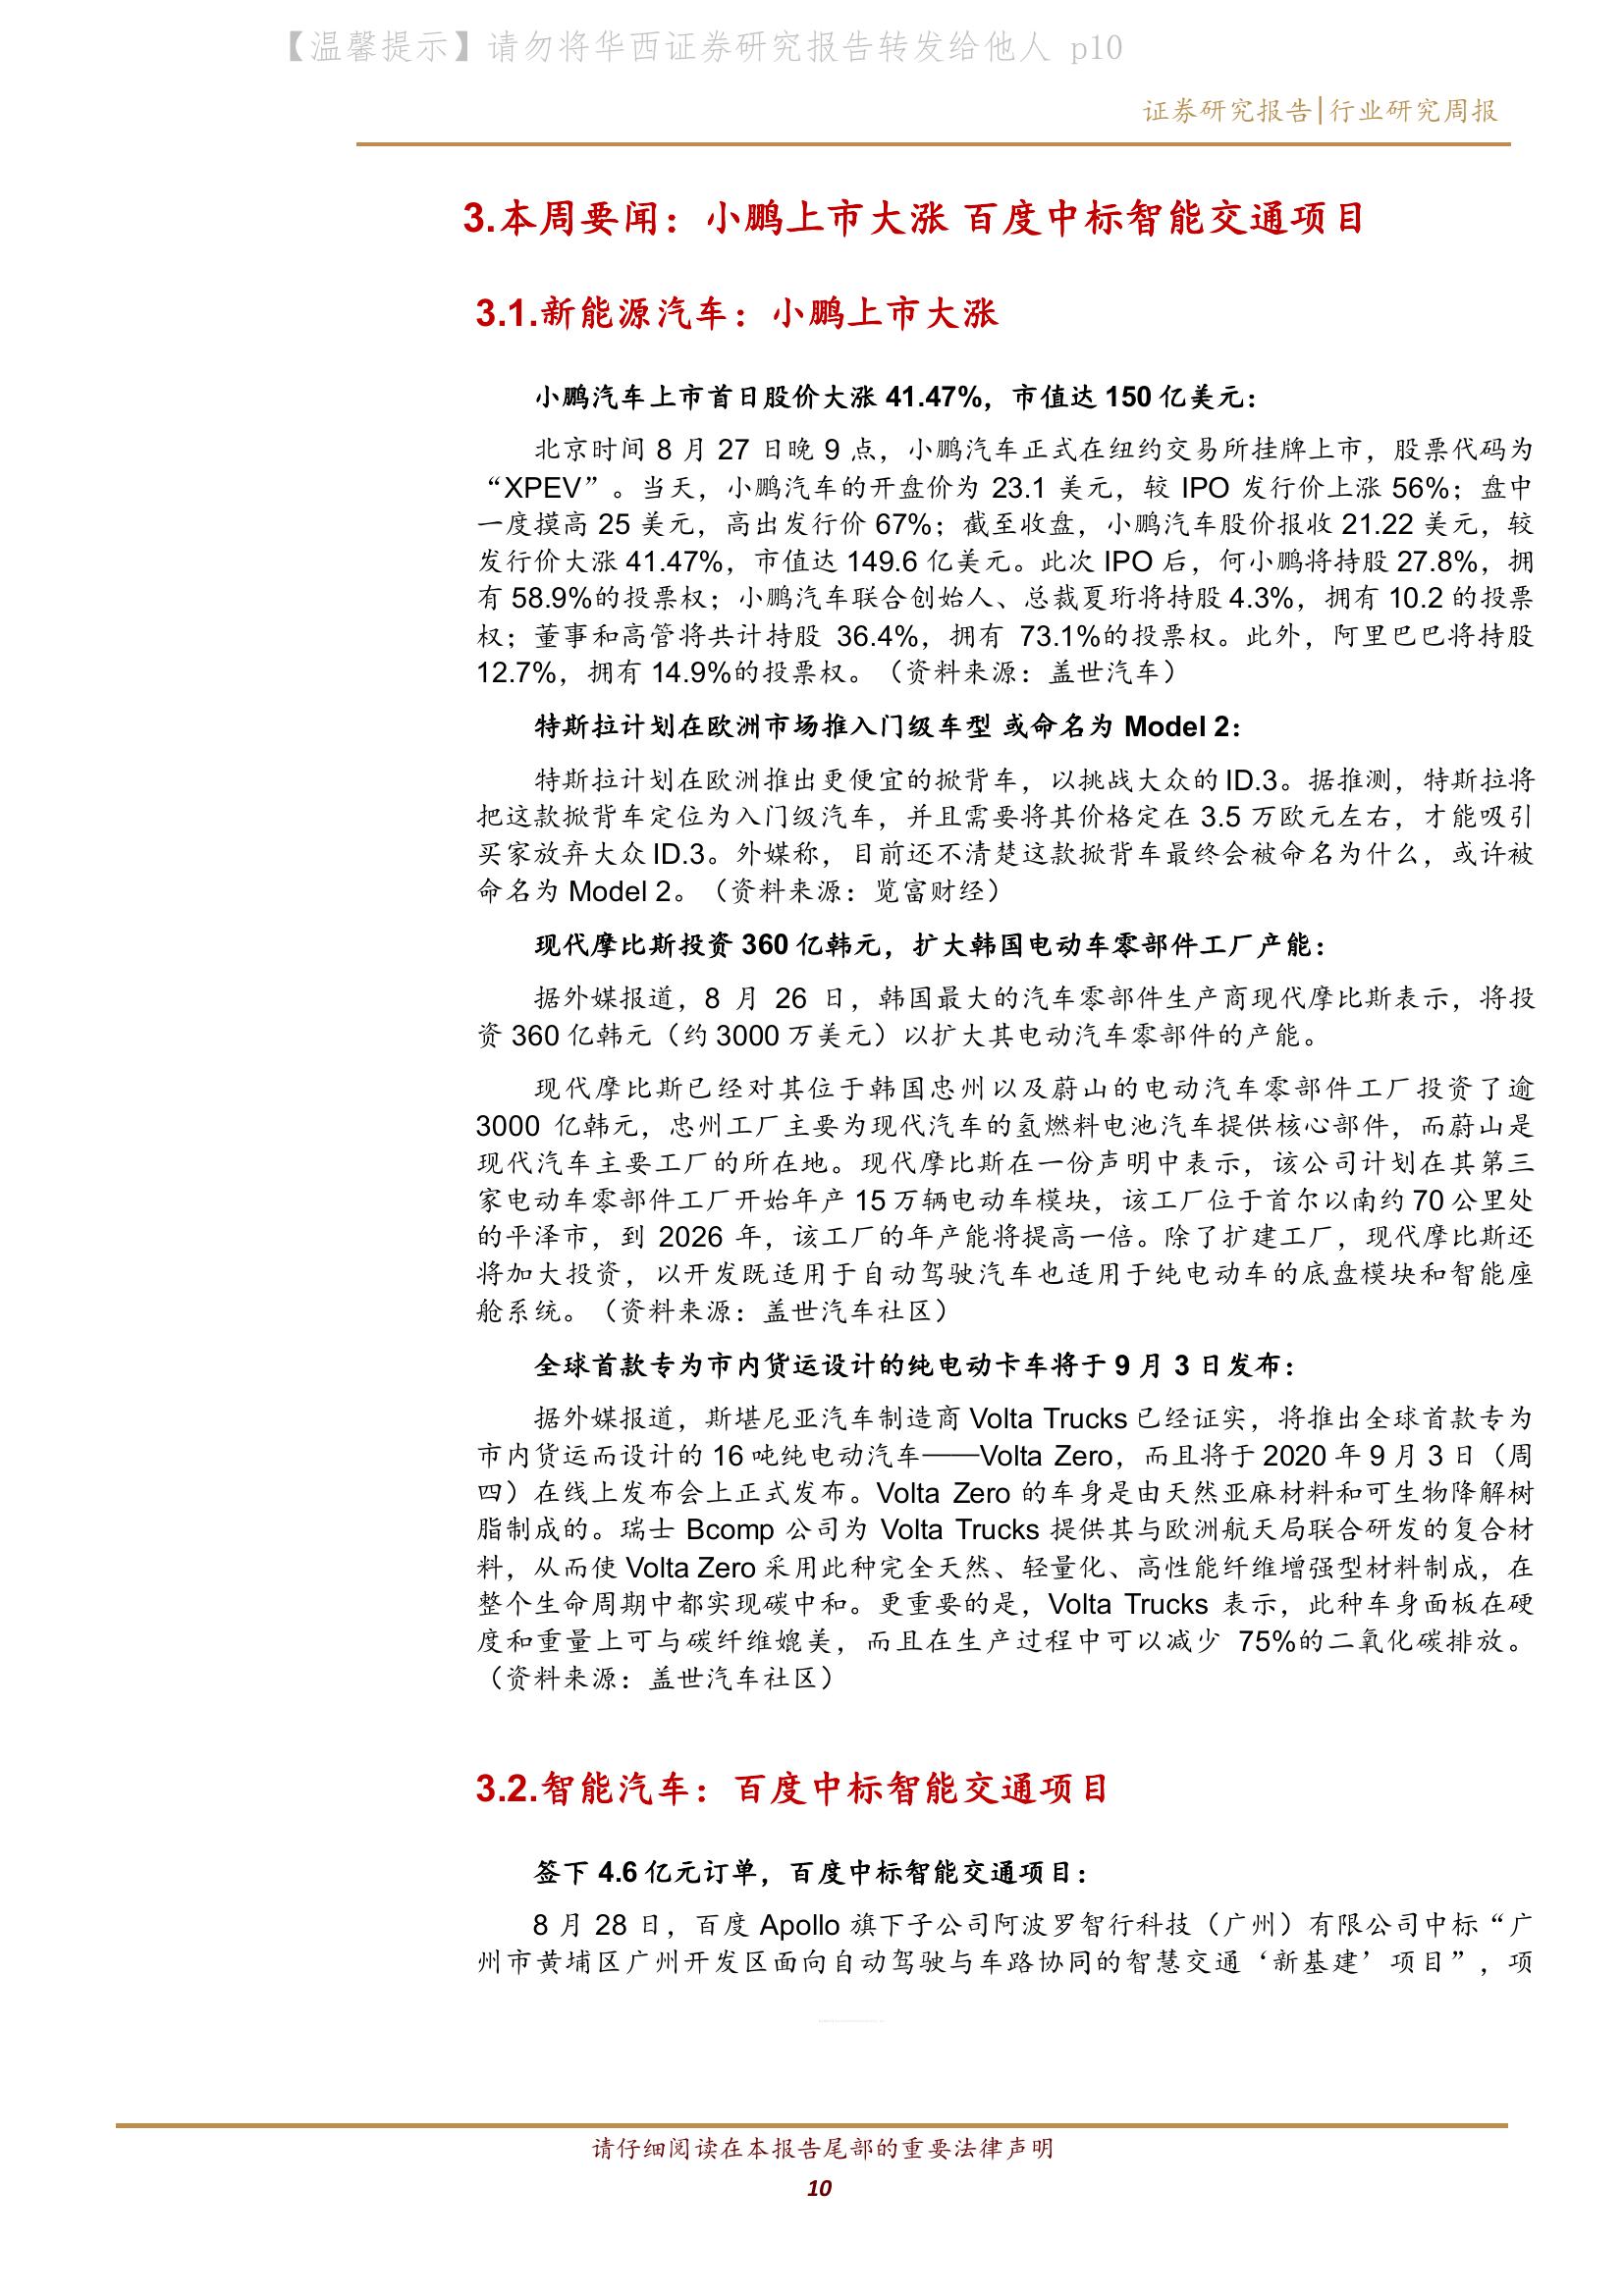 【温馨提示】请勿将华西证券研究报告转发给他人 p10
证券研究报告|行业研究周报
3.本周要闻：小鹏上市大涨 百度中标智能交通项目
3.1.新能源汽车：小鹏上市大涨
小鹏汽车上市首日股价大涨 41.47%，市值达 150 亿美元：
北京时间 8 月 27 日晚 9 点，小鹏汽车正式在纽约交易所挂牌上市，股票代码为
“XPEV”。当天，小鹏汽车的开盘价为 23.1 美元，较 IPO 发行价上涨 56%；盘中
一度摸高 25 美元，高出发行价 67%；截至收盘，小鹏汽车股价报收 21.22 美元，较
发行价大涨 41.47%，市值达 149.6 亿美元。此次 IPO 后，何小鹏将持股 27.8%，拥
有 58.9%的投票权；小鹏汽车联合创始人、总裁夏珩将持股 4.3%，拥有 10.2 的投票
权；董事和高管将共计持股 36.4%，拥有 73.1%的投票权。此外，阿里巴巴将持股
12.7%，拥有 14.9%的投票权。（资料来源：盖世汽车）
特斯拉计划在欧洲市场推入门级车型 或命名为 Model 2：
特斯拉计划在欧洲推出更便宜的掀背车，以挑战大众的 ID.3。据推测，特斯拉将
把这款掀背车定位为入门级汽车，并且需要将其价格定在 3.5 万欧元左右，才能吸引
买家放弃大众 ID.3。外媒称，目前还不清楚这款掀背车最终会被命名为什么，或许被
命名为 Model 2。（资料来源：览富财经）
现代摩比斯投资 360 亿韩元，扩大韩国电动车零部件工厂产能：
据外媒报道，8 月 26 日，韩国最大的汽车零部件生产商现代摩比斯表示，将投
资 360 亿韩元（约 3000 万美元）以扩大其电动汽车零部件的产能。
现代摩比斯已经对其位于韩国忠州以及蔚山的电动汽车零部件工厂投资了逾
3000 亿韩元，忠州工厂主要为现代汽车的氢燃料电池汽车提供核心部件，而蔚山是
现代汽车主要工厂的所在地。现代摩比斯在一份声明中表示，该公司计划在其第三
家电动车零部件工厂开始年产 15 万辆电动车模块，该工厂位于首尔以南约 70 公里处
的平泽市，到 2026 年，该工厂的年产能将提高一倍。除了扩建工厂，现代摩比斯还
将加大投资，以开发既适用于自动驾驶汽车也适用于纯电动车的底盘模块和智能座
舱系统。（资料来源：盖世汽车社区）
全球首款专为市内货运设计的纯电动卡车将于 9 月 3 日发布：
据外媒报道，斯堪尼亚汽车制造商 Volta Trucks 已经证实，将推出全球首款专为
市内货运而设计的 16 吨纯电动汽车——Volta Zero，而且将于 2020 年 9 月 3 日（周
四）在线上发布会上正式发布。Volta Zero 的车身是由天然亚麻材料和可生物降解树
脂制成的。瑞士 Bcomp 公司为 Volta Trucks 提供其与欧洲航天局联合研发的复合材
料，从而使 Volta Zero 采用此种完全天然、轻量化、高性能纤维增强型材料制成，在
整个生命周期中都实现碳中和。更重要的是，Volta Trucks 表示，此种车身面板在硬
度和重量上可与碳纤维媲美，而且在生产过程中可以减少 75%的二氧化碳排放。
（资料来源：盖世汽车社区）
3.2.智能汽车：百度中标智能交通项目
签下 4.6 亿元订单，百度中标智能交通项目：
8 月 28 日，百度 Apollo 旗下子公司阿波罗智行科技（广州）有限公司中标“广
州市黄埔区广州开发区面向自动驾驶与车路协同的智慧交通‘新基建’项目”，项
请仔细阅读在本报告尾部的重要法律声明
10